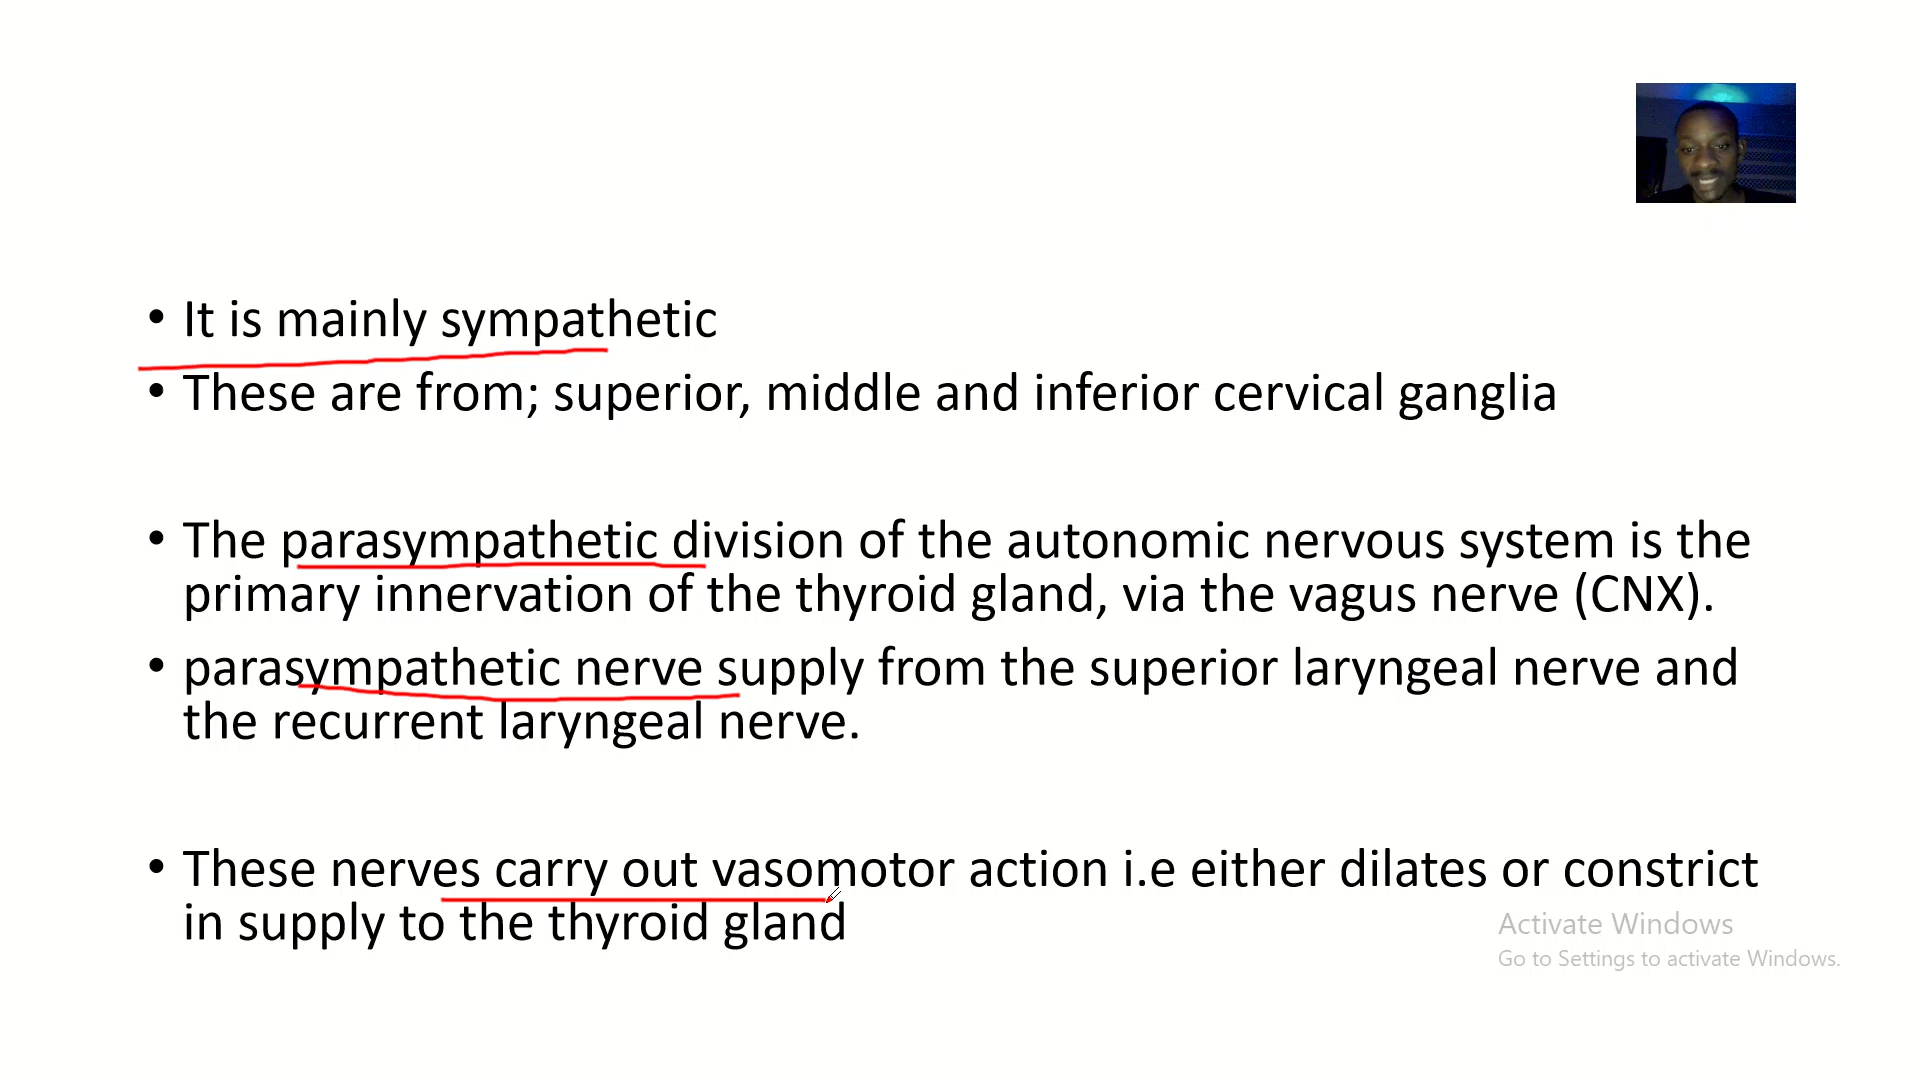 • It is mainly sympathetic
• These are from; superior, middle and inferior cervical ganglia
• The parasympathetic division of the autonomic nervous system is the
primary innervation of the thyroid gland, via the vagus nerve (CNX).
• parasympathetic nerve supply from the superior laryngeal nerve and
the recurrent laryngeal nerve.
• These nerves carry out vasomotor action i.e either dilates or constrict
in supply to the thyroid gland
Activate Windows
Go to Settings to activate Windows.